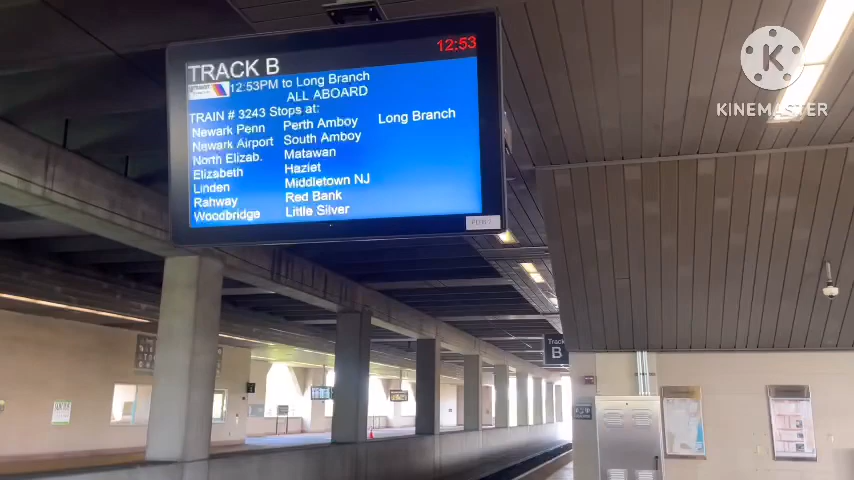 12:53
TRACK B
12:53PM to Long Branch
ALL ABOARD
TRAIN # 3243 Stops at:
Newark Penn Perth Amboy Long Branch
Newark Airport South Amboy
North Elizab. Matawan
Elizabeth Hazlet
Linden Middletown NJ
Rahway Red Bank
Woodbridge Little Silver
K
KINEMASTER
Track
B